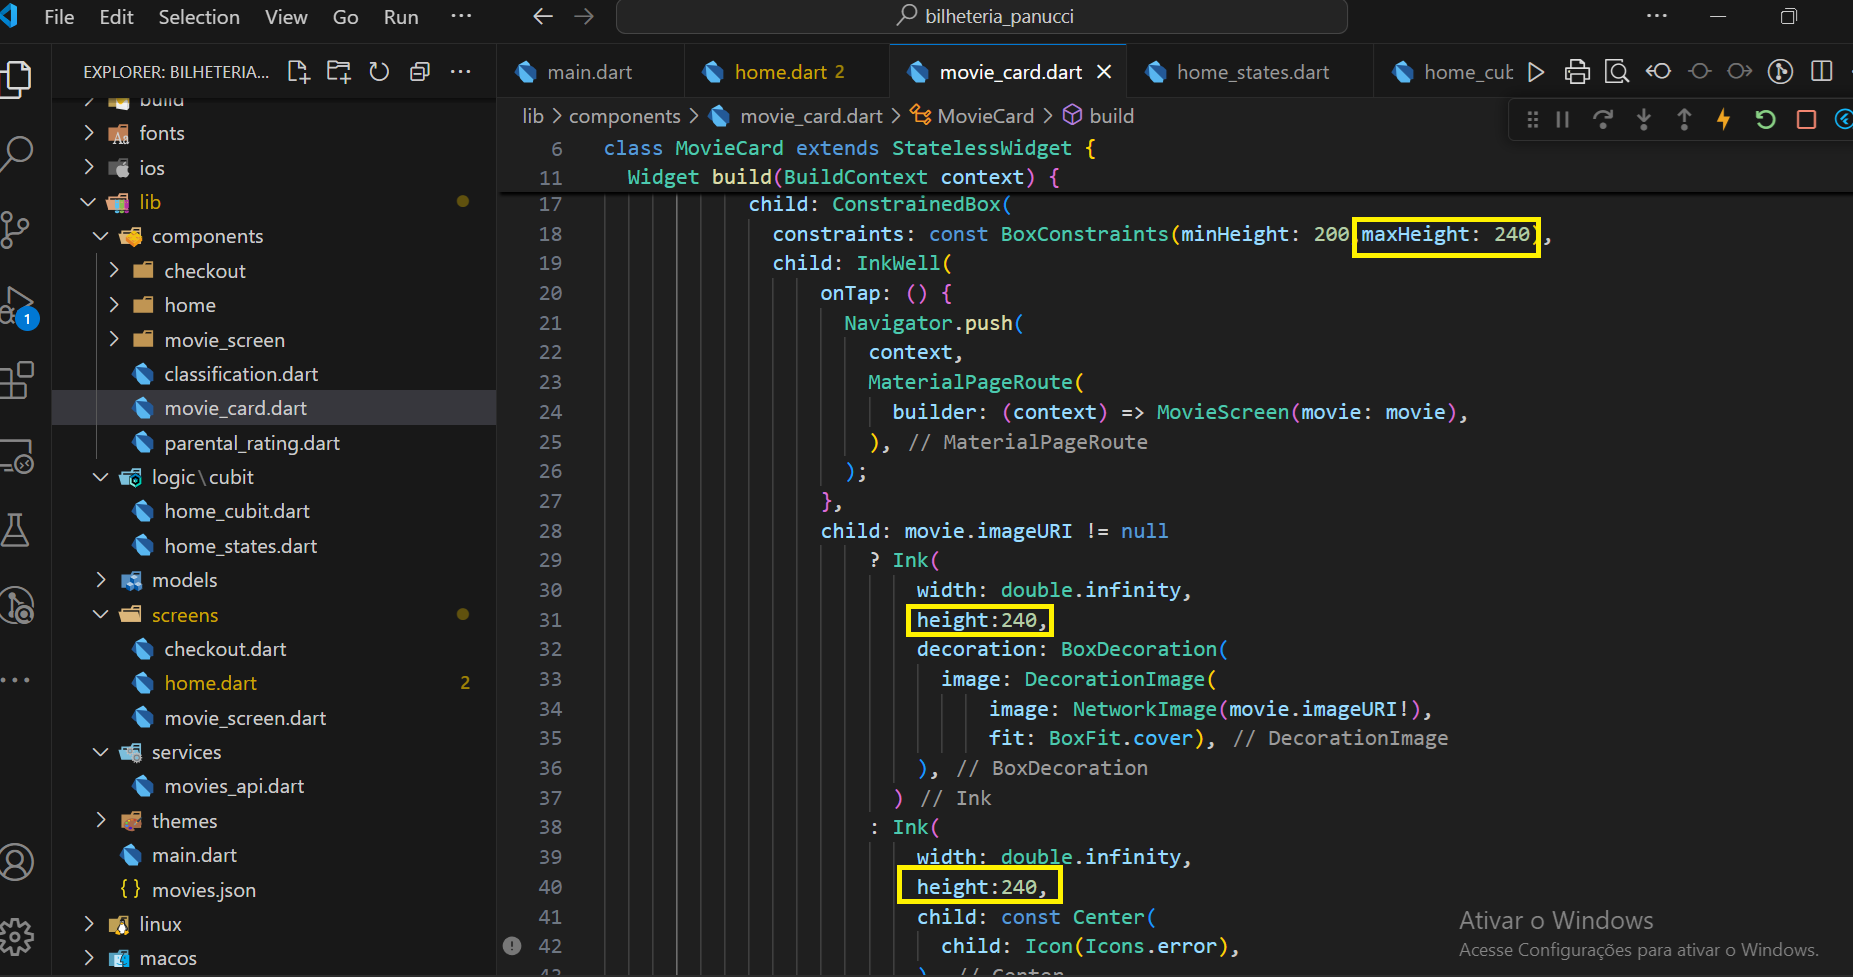 File Edit Selection View Go Run ···
bilheteria_panucci
EXPLORER: BILHETERIA...
main.dart
home.dart 2
movie_card.dart
home_states.dart
home_cub
build
fonts
ios
lib
components
checkout
home
movie_screen
classification.dart
movie_card.dart
parental_rating.dart
logic\cubit
home_cubit.dart
home_states.dart
models
screens
checkout.dart
home.dart 2
movie_screen.dart
services
movies_api.dart
themes
main.dart
movies.json
linux
macos
1
lib > components > movie_card.dart > MovieCard > build
6 class MovieCard extends StatelessWidget {
11 Widget build(BuildContext context) {
17 child: ConstrainedBox(
18 constraints: const BoxConstraints(minHeight: 200 maxHeight: 240),
19 child: InkWell(
20 onTap: () {
21 Navigator.push(
22 context,
23 MaterialPageRoute(
24 builder: (context) => MovieScreen(movie: movie),
25 ), // MaterialPageRoute
26 );
27 },
28 child: movie.imageURI != null
29 ? Ink(
30 width: double.infinity,
31 height:240,
32 decoration: BoxDecoration(
33 image: DecorationImage(
34 image: NetworkImage(movie.imageURI!),
35 fit: BoxFit.cover), // DecorationImage
36 ), // BoxDecoration
37 ) // Ink
38 : Ink(
39 width: double.infinity,
40 height:240,
41 child: const Center(
42 child: Icon(Icons.error),
43 ), // Center
Ativar o Windows
Acesse Configurações para ativar o Windows.